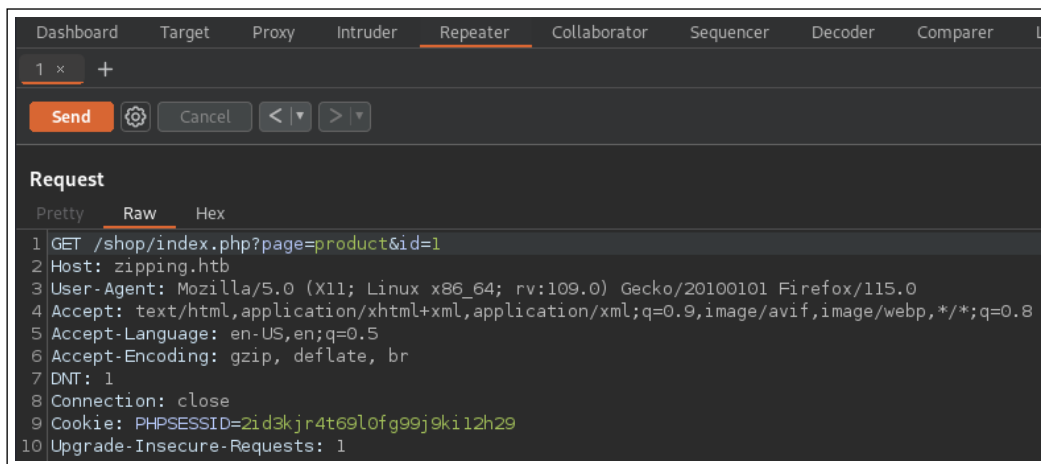 Dashboard Target Proxy Intruder Repeater Collaborator Sequencer Decoder Comparer
1 × +
Send Cancel < ▼ > ▼
Request
Pretty Raw Hex
1 GET /shop/index.php?page=product&id=1
2 Host: zipping.htb
3 User-Agent: Mozilla/5.0 (X11; Linux x86_64; rv:109.0) Gecko/20100101 Firefox/115.0
4 Accept: text/html,application/xhtml+xml,application/xml;q=0.9,image/avif,image/webp,*/*;q=0.8
5 Accept-Language: en-US,en;q=0.5
6 Accept-Encoding: gzip, deflate, br
7 DNT: 1
8 Connection: close
9 Cookie: PHPSESSID=2id3kjr4t69l0fg99j9ki12h29
10 Upgrade-Insecure-Requests: 1